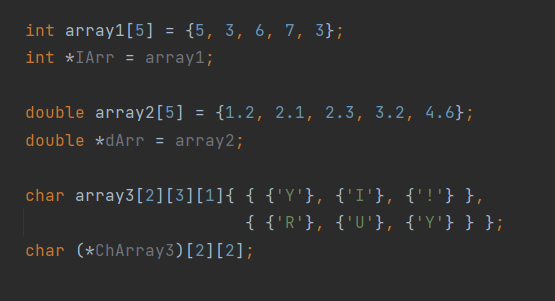 int array1[5] = {5, 3, 6, 7, 3};
int *IArr = array1;
double array2[5] = {1.2, 2.1, 2.3, 3.2, 4.6};
double *dArr = array2;
char array3[2][3][1]{ { {'Y'}, {'I'}, {'!'} },
{ {'R'}, {'U'}, {'Y'} } };
char (*ChArray3)[2][2];